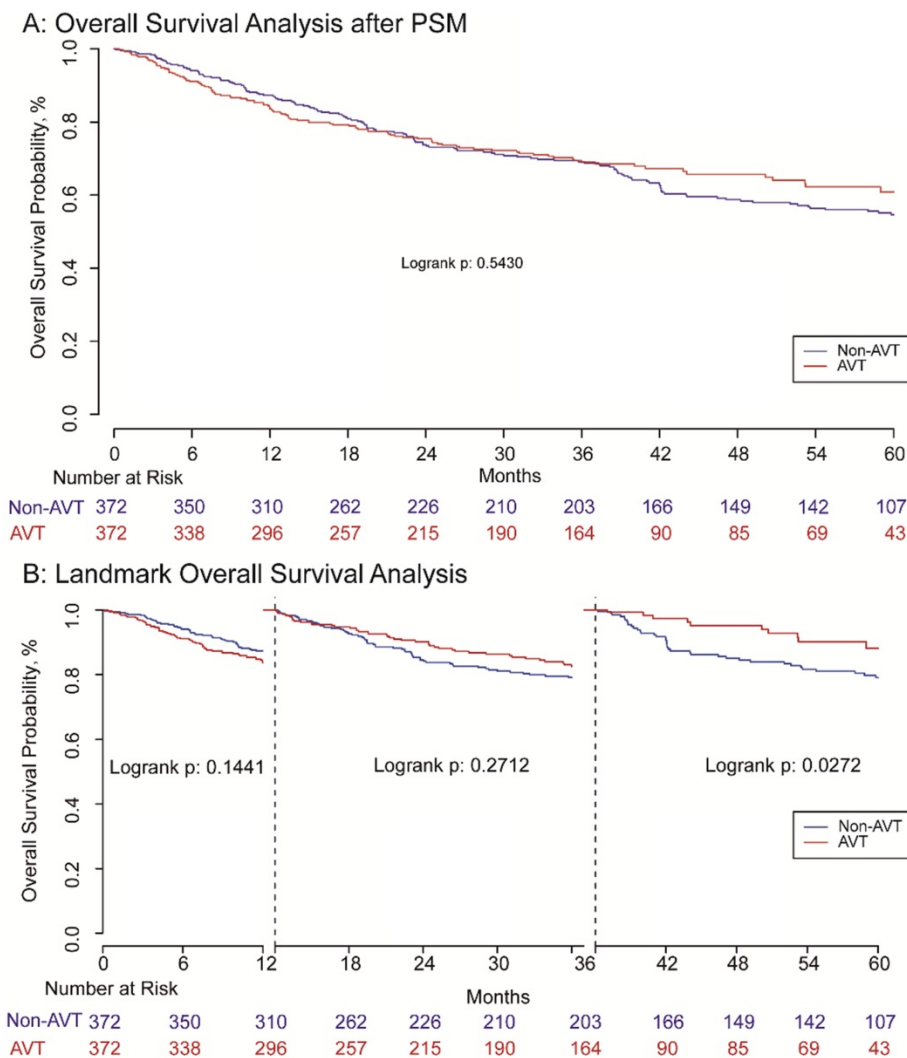 A: Overall Survival Analysis after PSM
Overall Survival Probability, %
1.0
0.8
0.6
0.4
0.2
0.0
Logrank p: 0.5430
Non-AVT
AVT
0 6 12 18 24 30 36 42 48 54 60
Number at Risk
Months
Non-AVT 372 350 310 262 226 210 203 166 149 142 107
AVT 372 338 296 257 215 190 164 90 85 69 43
B: Landmark Overall Survival Analysis
Overall Survival Probability, %
1.0
0.8
0.6
0.4
0.2
0.0
Logrank p: 0.1441
Logrank p: 0.2712
Logrank p: 0.0272
Non-AVT
AVT
0 6 12 18 24 30 36 42 48 54 60
Number at Risk
Months
Non-AVT 372 350 310 262 226 210 203 166 149 142 107
AVT 372 338 296 257 215 190 164 90 85 69 43